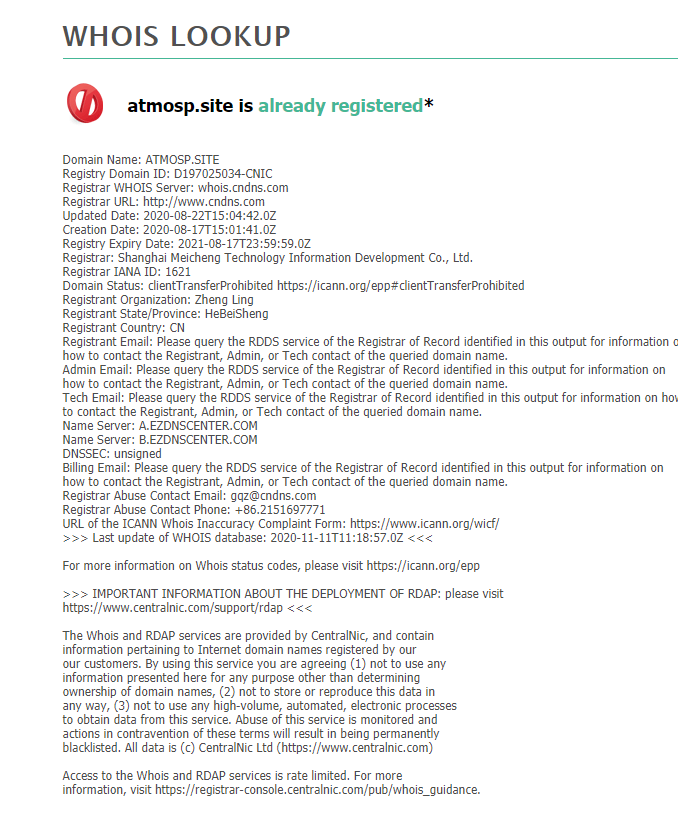 WHOIS LOOKUP
atmosp.site is already registered*
Domain Name: ATMOSP.SITE
Registry Domain ID: D197025034-CNIC
Registrar WHOIS Server: whois.cndns.com
Registrar URL: http://www.cndns.com
Updated Date: 2020-08-22T15:04:42.0Z
Creation Date: 2020-08-17T15:01:41.0Z
Registry Expiry Date: 2021-08-17T23:59:59.0Z
Registrar: Shanghai Meicheng Technology Information Development Co., Ltd.
Registrar IANA ID: 1621
Domain Status: clientTransferProhibited https://icann.org/epp#clientTransferProhibited
Registrant Organization: Zheng Ling
Registrant State/Province: HeBeiSheng
Registrant Country: CN
Registrant Email: Please query the RDDS service of the Registrar of Record identified in this output for information o
how to contact the Registrant, Admin, or Tech contact of the queried domain name.
Admin Email: Please query the RDDS service of the Registrar of Record identified in this output for information on
how to contact the Registrant, Admin, or Tech contact of the queried domain name.
Tech Email: Please query the RDDS service of the Registrar of Record identified in this output for information on how
to contact the Registrant, Admin, or Tech contact of the queried domain name.
Name Server: A.EZDNSCENTER.COM
Name Server: B.EZDNSCENTER.COM
DNSSEC: unsigned
Billing Email: Please query the RDDS service of the Registrar of Record identified in this output for information on
how to contact the Registrant, Admin, or Tech contact of the queried domain name.
Registrar Abuse Contact Email: gqz@cndns.com
Registrar Abuse Contact Phone: +86.2151697771
URL of the ICANN Whois Inaccuracy Complaint Form: https://www.icann.org/wicf/
>>> Last update of WHOIS database: 2020-11-11T11:18:57.0Z <<<
For more information on Whois status codes, please visit https://icann.org/epp
>>> IMPORTANT INFORMATION ABOUT THE DEPLOYMENT OF RDAP: please visit
https://www.centralnic.com/support/rdap <<<
The Whois and RDAP services are provided by CentralNic, and contain
information pertaining to Internet domain names registered by our
our customers. By using this service you are agreeing (1) not to use any
information presented here for any purpose other than determining
ownership of domain names, (2) not to store or reproduce this data in
any way, (3) not to use any high-volume, automated, electronic processes
to obtain data from this service. Abuse of this service is monitored and
actions in contravention of these terms will result in being permanently
blacklisted. All data is (c) CentralNic Ltd (https://www.centralnic.com)
Access to the Whois and RDAP services is rate limited. For more
information, visit https://registrar-console.centralnic.com/pub/whois_guidance.